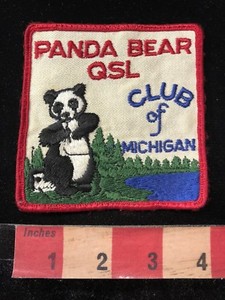 PANDA BEAR
QSL
CLUB
of
MICHIGAN
Inches
1 2 3 4